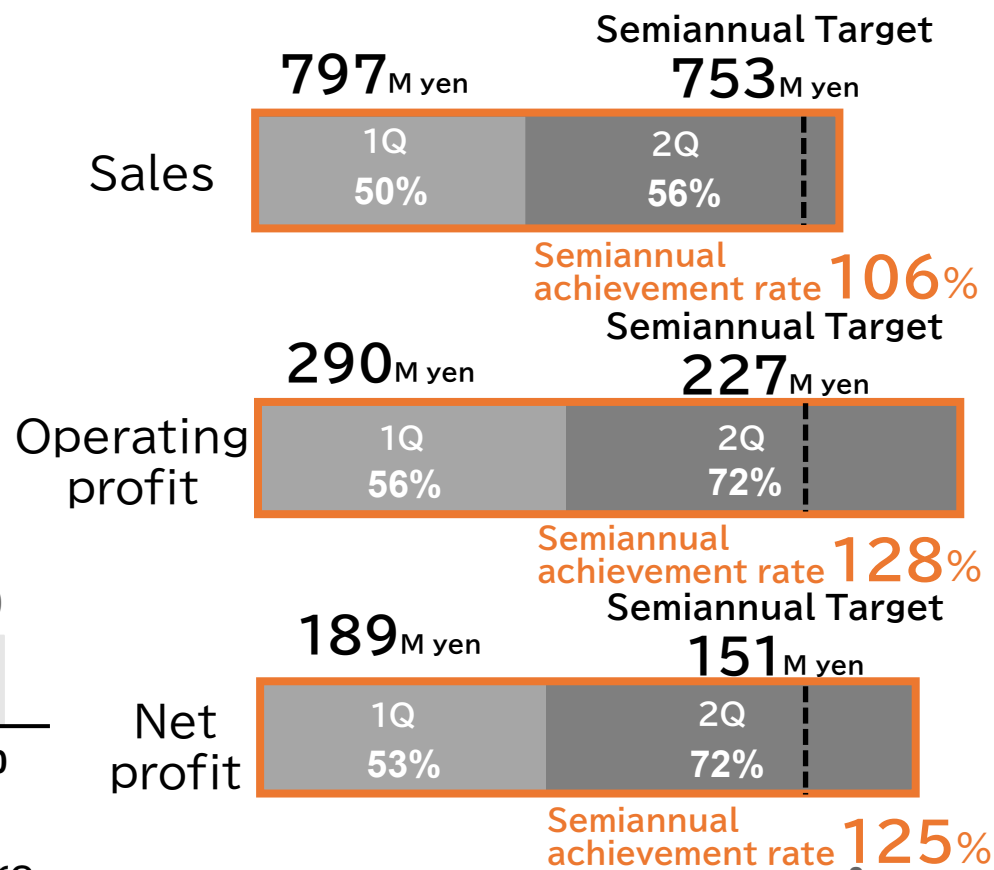 Semiannual Target
797M yen
753M yen
Sales
1Q
50%
2Q
56%
Semiannual
achievement rate 106%
Semiannual Target
290M yen
227M yen
Operating
profit
1Q
56%
2Q
72%
Semiannual
achievement rate 128%
Semiannual Target
189M yen
151M yen
Net
profit
1Q
53%
2Q
72%
Semiannual
achievement rate 125%